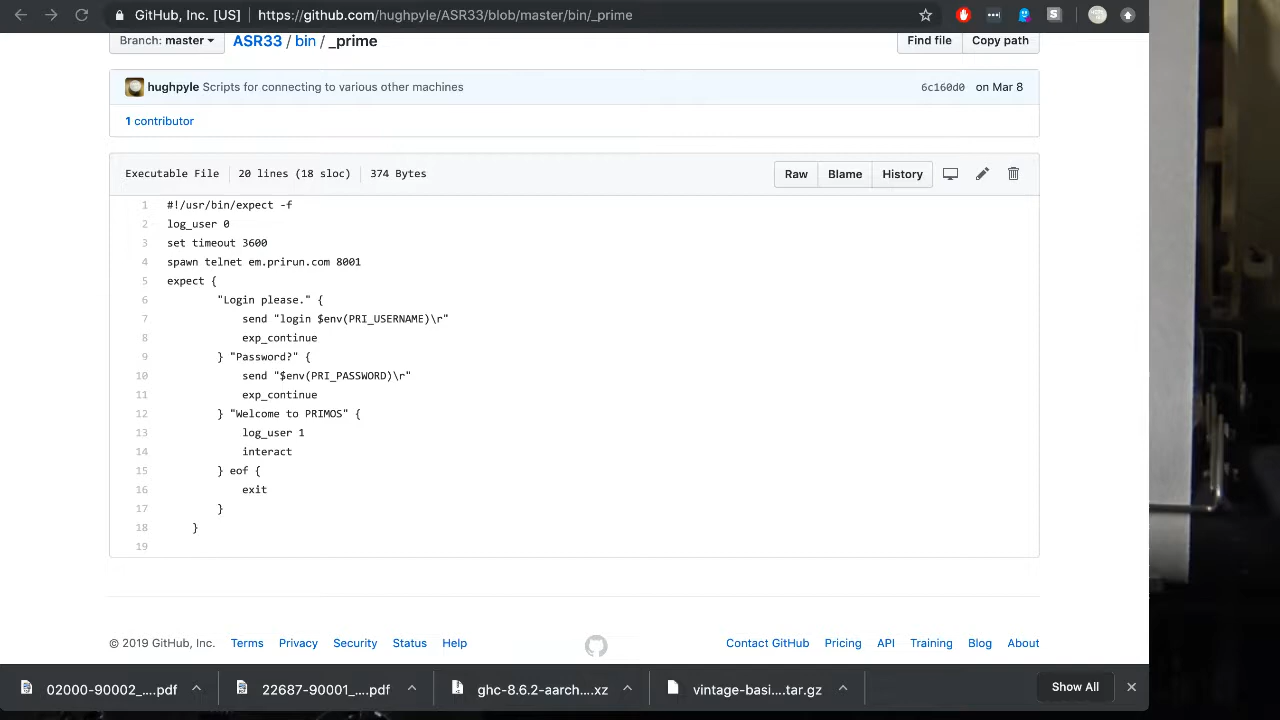 GitHub, Inc. [US] | https://github.com/hughpyle/ASR33/blob/master/bin/_prime
Branch: master ASR33 / bin / _prime Find file Copy path
hughpyle Scripts for connecting to various other machines 6c160d0 on Mar 8
1 contributor
Executable File 20 lines (18 sloc) 374 Bytes Raw Blame History
1 #!/usr/bin/expect -f
2 log_user 0
3 set timeout 3600
4 spawn telnet em.prirun.com 8001
5 expect {
6 "Login please." {
7 send "login $env(PRI_USERNAME)\r"
8 exp_continue
9 } "Password?" {
10 send "$env(PRI_PASSWORD)\r"
11 exp_continue
12 } "Welcome to PRIMOS" {
13 log_user 1
14 interact
15 } eof {
16 exit
17 }
18 }
19
© 2019 GitHub, Inc. Terms Privacy Security Status Help Contact GitHub Pricing API Training Blog About
02000-90002_....pdf 22687-90001_....pdf ghc-8.6.2-aarch....xz vintage-basi....tar.gz Show All